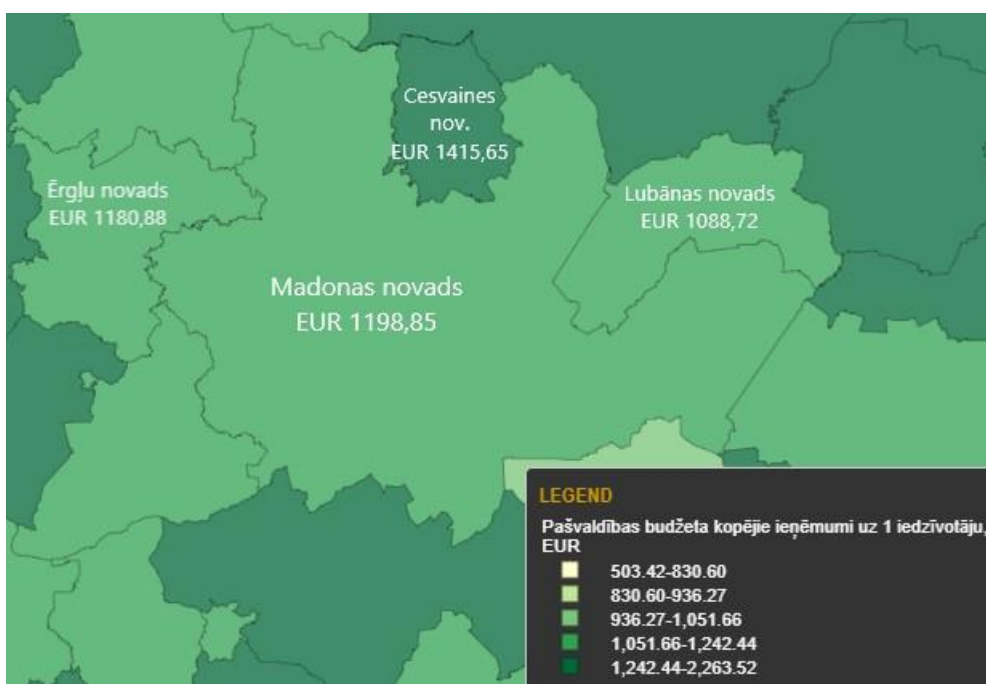 Cesvaines
nov.
EUR 1415,65
Ērgļu novads
EUR 1180,88
Lubānas novads
EUR 1088,72
Madonas novads
EUR 1198,85
LEGEND
Pašvaldības budžeta kopējie ieņēmumi uz 1 iedzīvotāju,
EUR
503.42-830.60
830.60-936.27
936.27-1,051.66
1,051.66-1,242.44
1,242.44-2,263.52